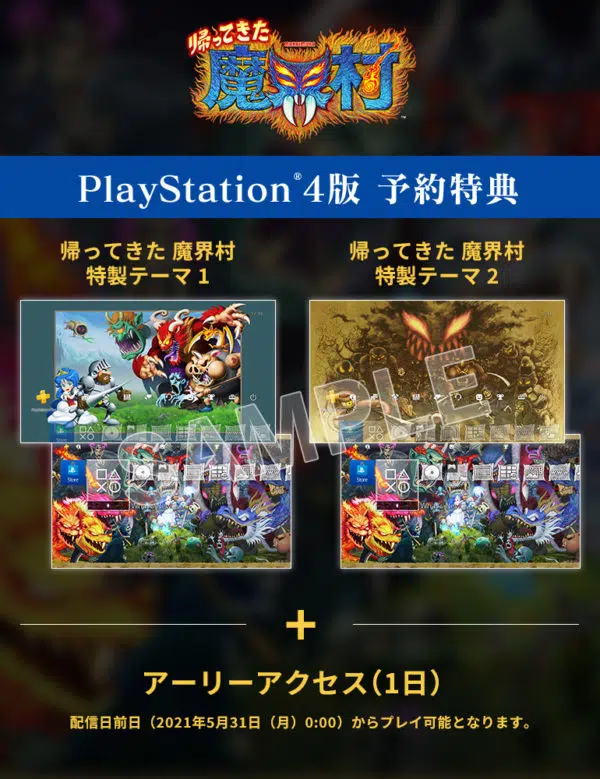 帰ってきた
魔界村
PlayStation®4版 予約特典
帰ってきた 魔界村
特製テーマ 1
帰ってきた 魔界村
特製テーマ 2
SAMPLE
Store
Store
Store
+
アーリーアクセス(1日)
配信日前日（2021年5月31日（月）0:00）からプレイ可能となります。